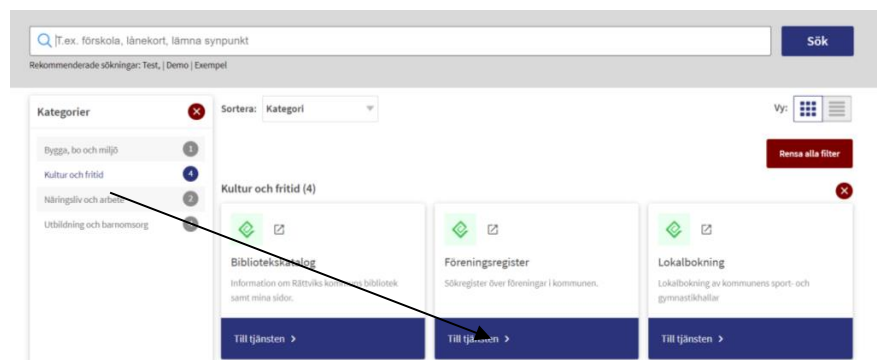 T.ex. förskola, lånekort, lämna synpunkt
Sök
Rekommenderade sökningar: Test, | Demo | Exempel
Kategorier
Bygga, bo och miljö 1
Kultur och fritid 4
Näringsliv och arbete 2
Utbildning och barnomsorg
Sortera: Kategori
Vy:
Rensa alla filter
Kultur och fritid (4)
Bibliotekskatalog
Information om Rättviks kommuns bibliotek
samt mina sidor.
Till tjänsten >
Föreningsregister
Sökregister över föreningar i kommunen.
Till tjänsten >
Lokalbokning
Lokalbokning av kommunens sport- och
gymnastikhallar
Till tjänsten >